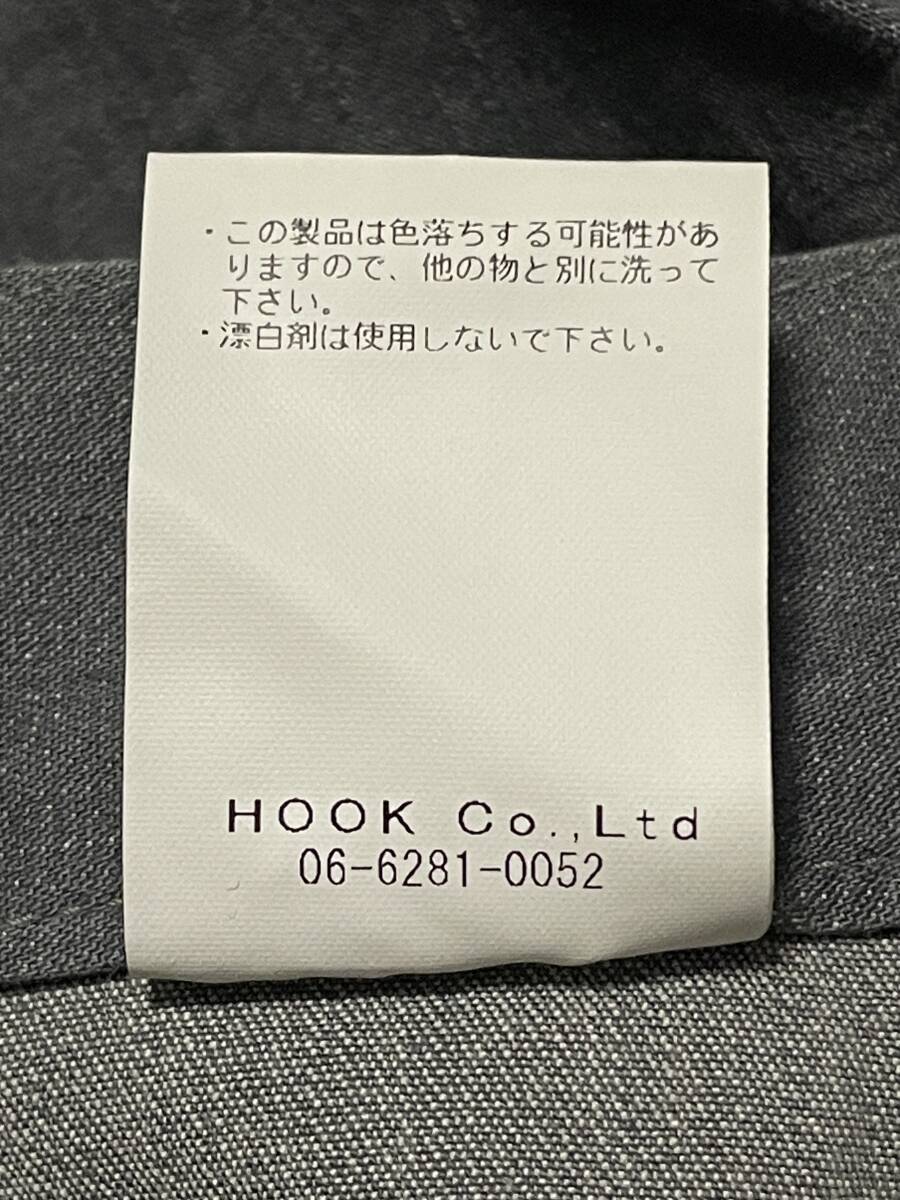 ・この製品は色落ちする可能性があ
りますので、他の物と別に洗って
下さい。
・漂白剤は使用しないで下さい。
HOOK Co.,Ltd
06-6281-0052